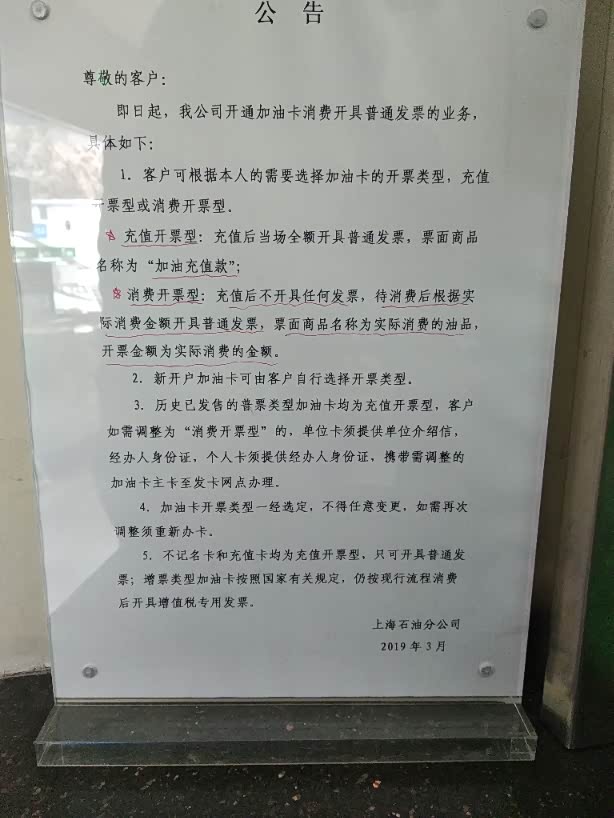 公 告
尊敬的客户：
即日起，我公司开通加油卡消费开具普通发票的业务，
具体如下：
1. 客户可根据本人的需要选择加油卡的开票类型，充值
开票型或消费开票型.
※ 充值开票型：充值后当场全额开具普通发票，票面商品
名称为“加油充值款”；
※ 消费开票型：充值后不开具任何发票，待消费后根据实
际消费金额开具普通发票，票面商品名称为实际消费的油品，
开票金额为实际消费的金额。
2. 新开户加油卡可由客户自行选择开票类型。
3. 历史已发售的普票类型加油卡均为充值开票型，客户
如需调整为“消费开票型”的，单位卡须提供单位介绍信，
经办人身份证，个人卡须提供经办人身份证，携带需调整的
加油卡主卡至发卡网点办理。
4. 加油卡开票类型一经选定，不得任意变更，如需再次
调整须重新办卡。
5. 不记名卡和充值卡均为充值开票型，只可开具普通发
票；增票类型加油卡按照国家有关规定，仍按现行流程消费
后开具增值税专用发票。
上海石油分公司
2019 年 3 月